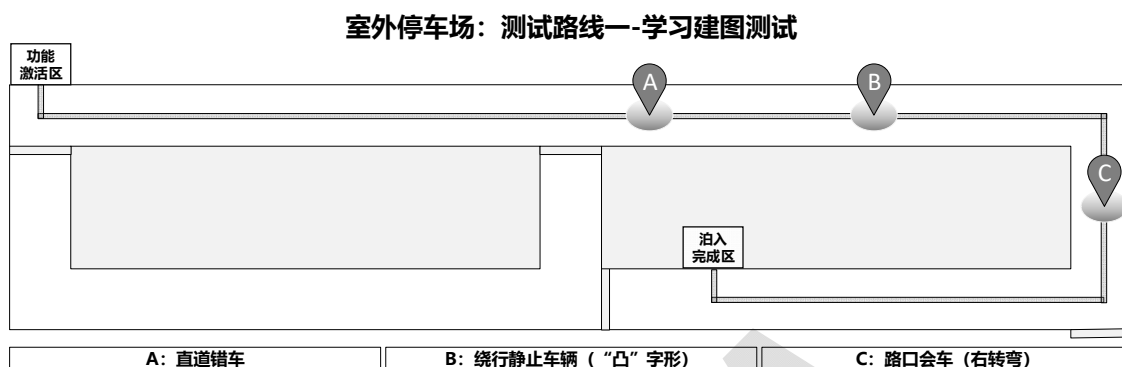 室外停车场：测试路线一-学习建图测试
功能
激活区
A
B
C
泊入
完成区
A：直道错车
B：绕行静止车辆（“凸”字形）
C：路口会车（右转弯）